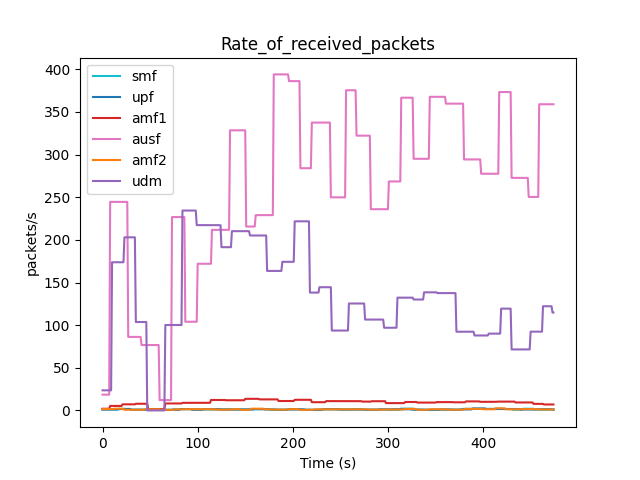 Rate_of_received_packets
packets/s
400
350
300
250
200
150
100
50
0
smf
upf
amf1
ausf
amf2
udm
0 100 200 300 400
Time (s)